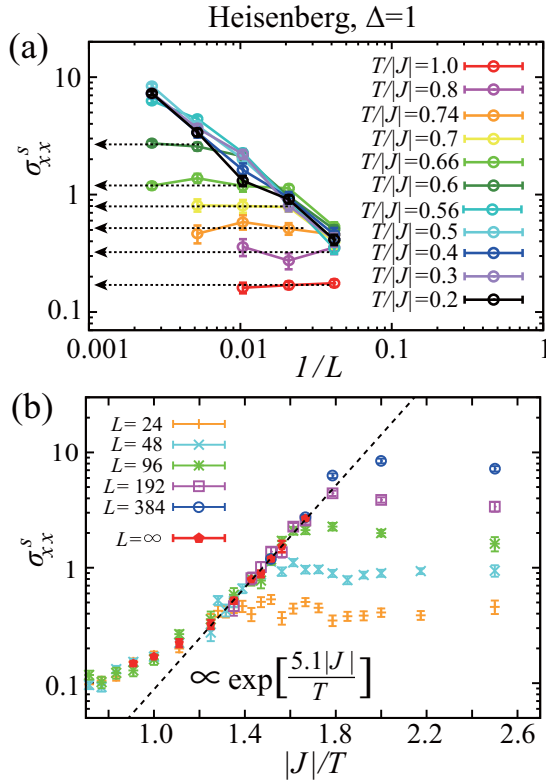 Heisenberg, Δ=1
(a)
σ^s_xx
10
1
0.1
0.001
0.01
0.1
1
1/L
T/|J|=1.0
T/|J|=0.8
T/|J|=0.74
T/|J|=0.7
T/|J|=0.66
T/|J|=0.6
T/|J|=0.56
T/|J|=0.5
T/|J|=0.4
T/|J|=0.3
T/|J|=0.2
(b)
σ^s_xx
10
1
0.1
L= 24
L= 48
L= 96
L= 192
L= 384
L=∞
∝ exp[5.1|J|/T]
1.0
1.4
1.8
2.2
2.6
|J|/T